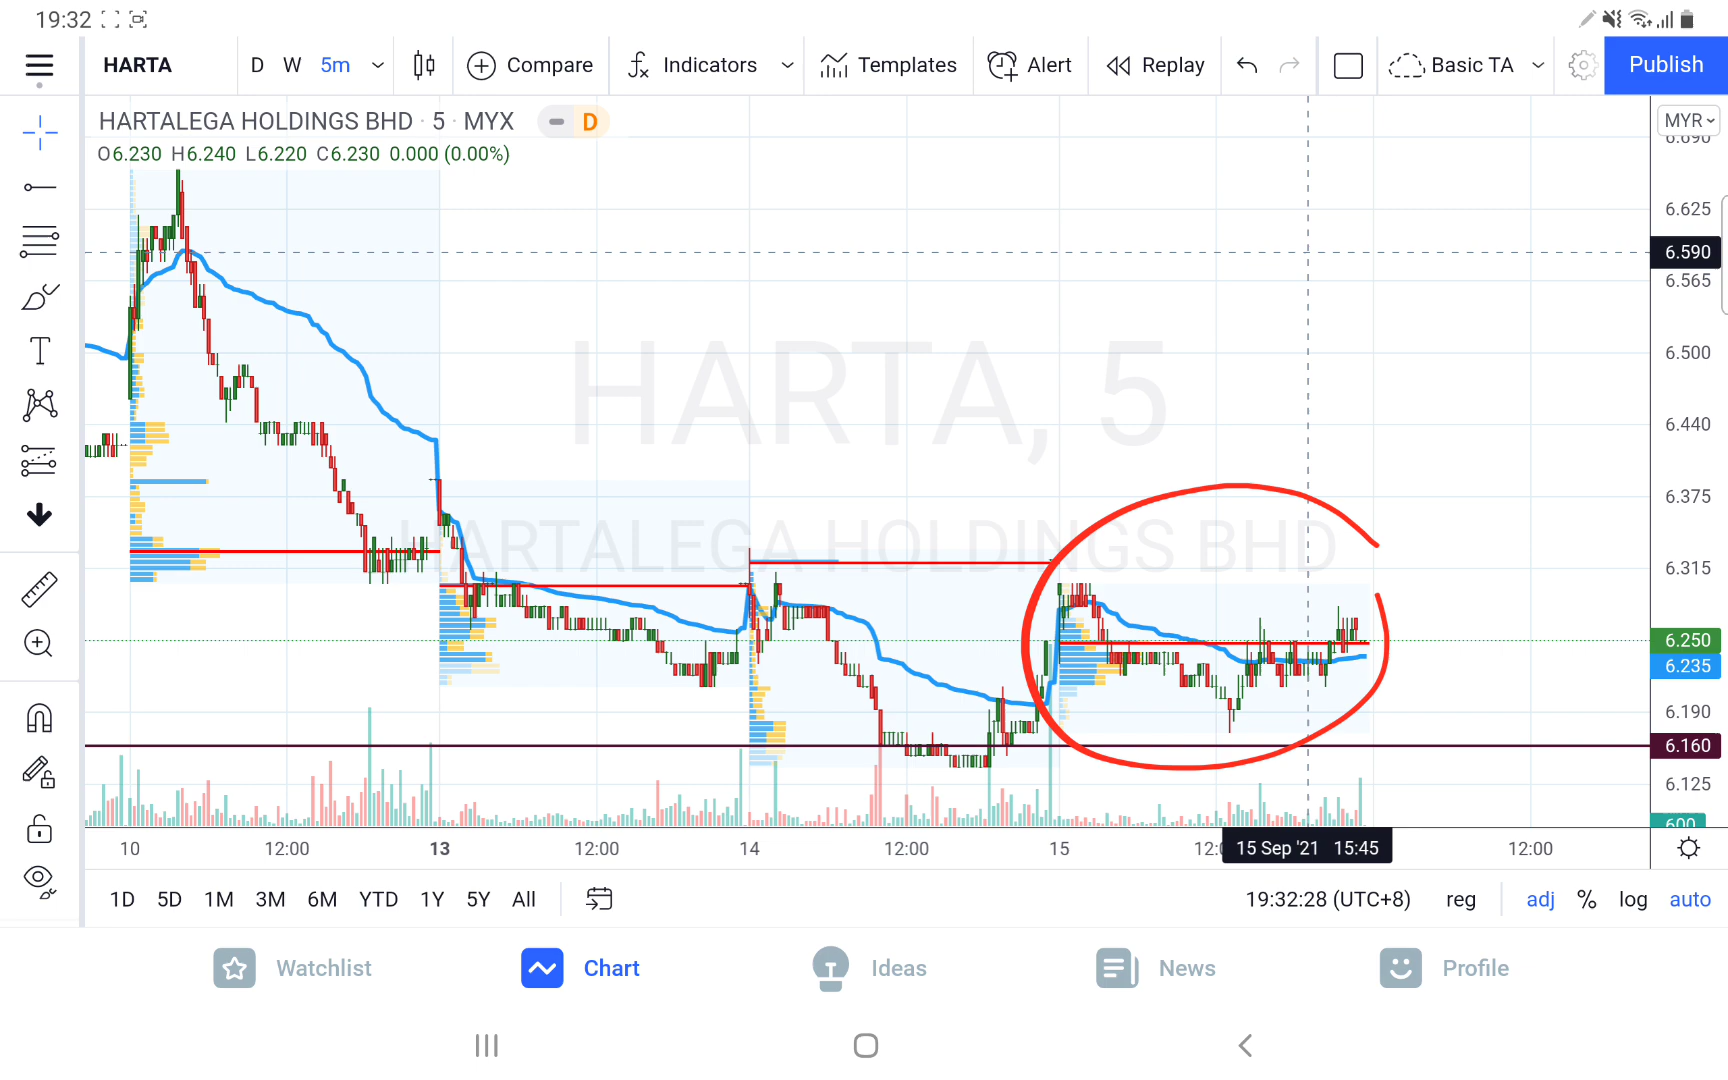 19:32
HARTA D W 5m Compare Indicators Templates Alert Replay Basic TA Publish
HARTALEGA HOLDINGS BHD · 5 · MYX D
O6.230 H6.240 L6.220 C6.230 0.000 (0.00%)
MYR
6.690
6.625
6.590
6.565
6.500
6.440
6.375
6.315
6.250
6.235
6.190
6.160
6.125
600
HARTA, 5
HARTALEGA HOLDINGS BHD
10 12:00 13 12:00 14 12:00 15 12:0 15 Sep '21 15:45 12:00
1D 5D 1M 3M 6M YTD 1Y 5Y All 19:32:28 (UTC+8) reg adj % log auto
Watchlist Chart Ideas News Profile